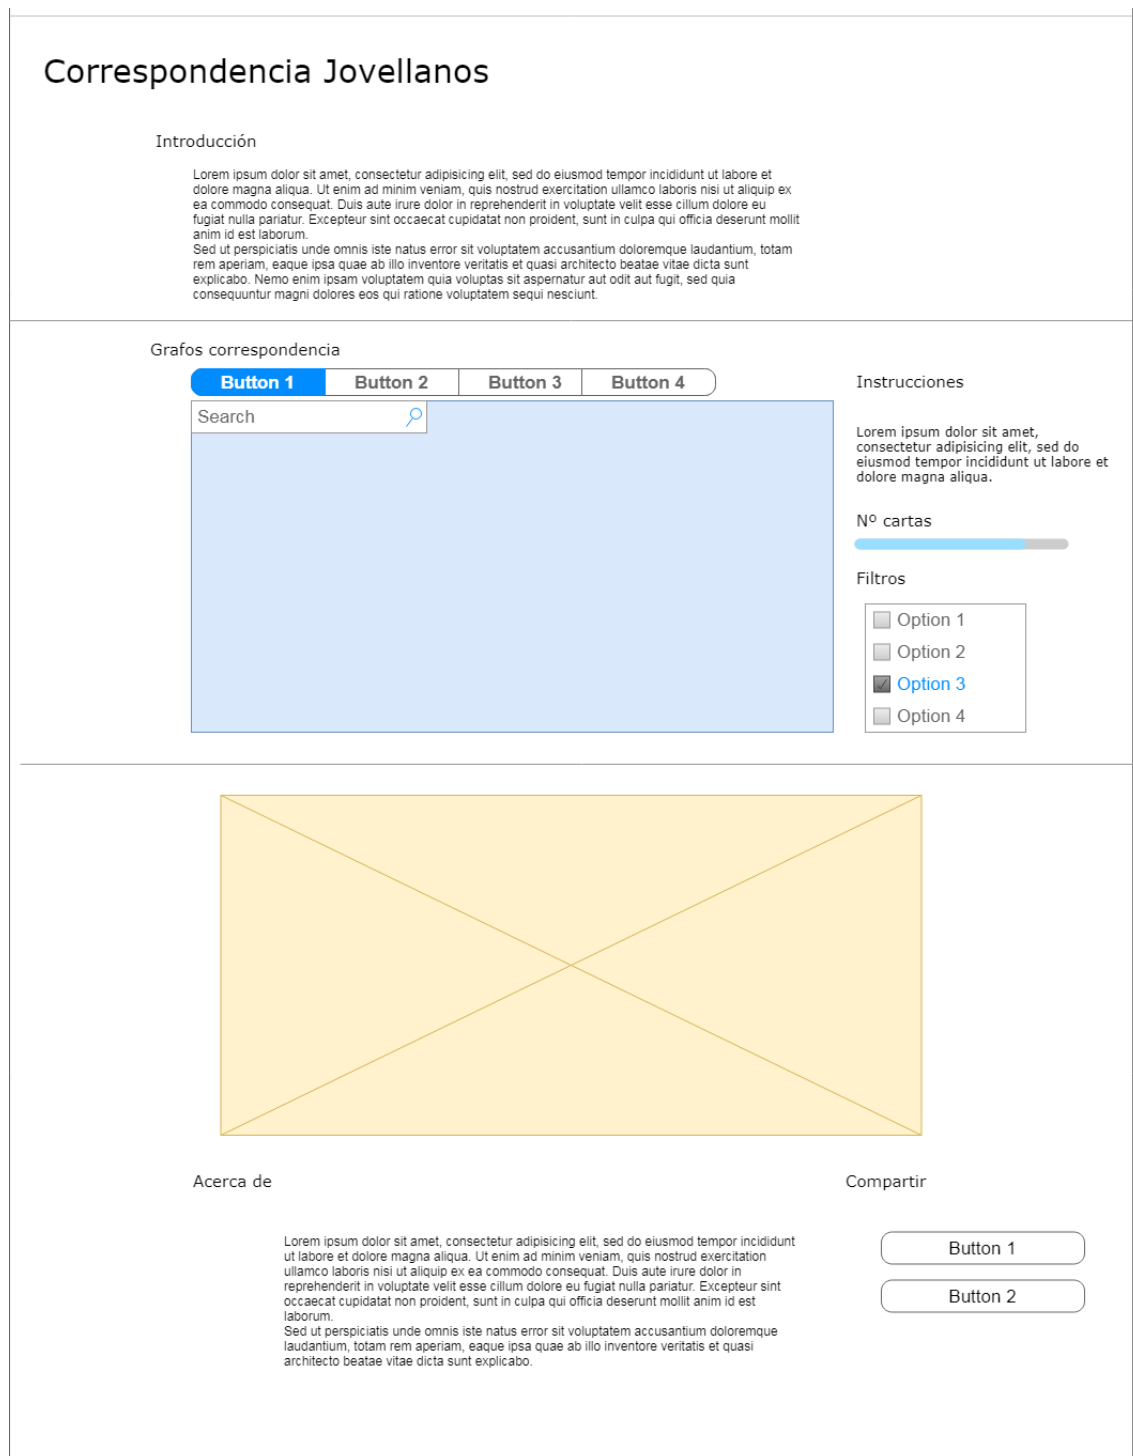 Correspondencia Jovellanos
Introducción
Lorem ipsum dolor sit amet, consectetur adipisicing elit, sed do eiusmod tempor incididunt ut labore et
dolore magna aliqua. Ut enim ad minim veniam, quis nostrud exercitation ullamco laboris nisi ut aliquip ex
ea commodo consequat. Duis aute irure dolor in reprehenderit in voluptate velit esse cillum dolore eu
fugiat nulla pariatur. Excepteur sint occaecat cupidatat non proident, sunt in culpa qui officia deserunt mollit
anim id est laborum.
Sed ut perspiciatis unde omnis iste natus error sit voluptatem accusantium doloremque laudantium, totam
rem aperiam, eaque ipsa quae ab illo inventore veritatis et quasi architecto beatae vitae dicta sunt
explicabo. Nemo enim ipsam voluptatem quia voluptas sit aspernatur aut odit aut fugit, sed quia
consequuntur magni dolores eos qui ratione voluptatem sequi nesciunt.
Grafos correspondencia
Button 1 Button 2 Button 3 Button 4
Search
Instrucciones
Lorem ipsum dolor sit amet,
consectetur adipisicing elit, sed do
eiusmod tempor incididunt ut labore et
dolore magna aliqua.
Nº cartas
Filtros
Option 1
Option 2
Option 3
Option 4
Acerca de
Lorem ipsum dolor sit amet, consectetur adipisicing elit, sed do eiusmod tempor incididunt
ut labore et dolore magna aliqua. Ut enim ad minim veniam, quis nostrud exercitation
ullamco laboris nisi ut aliquip ex ea commodo consequat. Duis aute irure dolor in
reprehenderit in voluptate velit esse cillum dolore eu fugiat nulla pariatur. Excepteur sint
occaecat cupidatat non proident, sunt in culpa qui officia deserunt mollit anim id est
laborum.
Sed ut perspiciatis unde omnis iste natus error sit voluptatem accusantium doloremque
laudantium, totam rem aperiam, eaque ipsa quae ab illo inventore veritatis et quasi
architecto beatae vitae dicta sunt explicabo.
Compartir
Button 1
Button 2